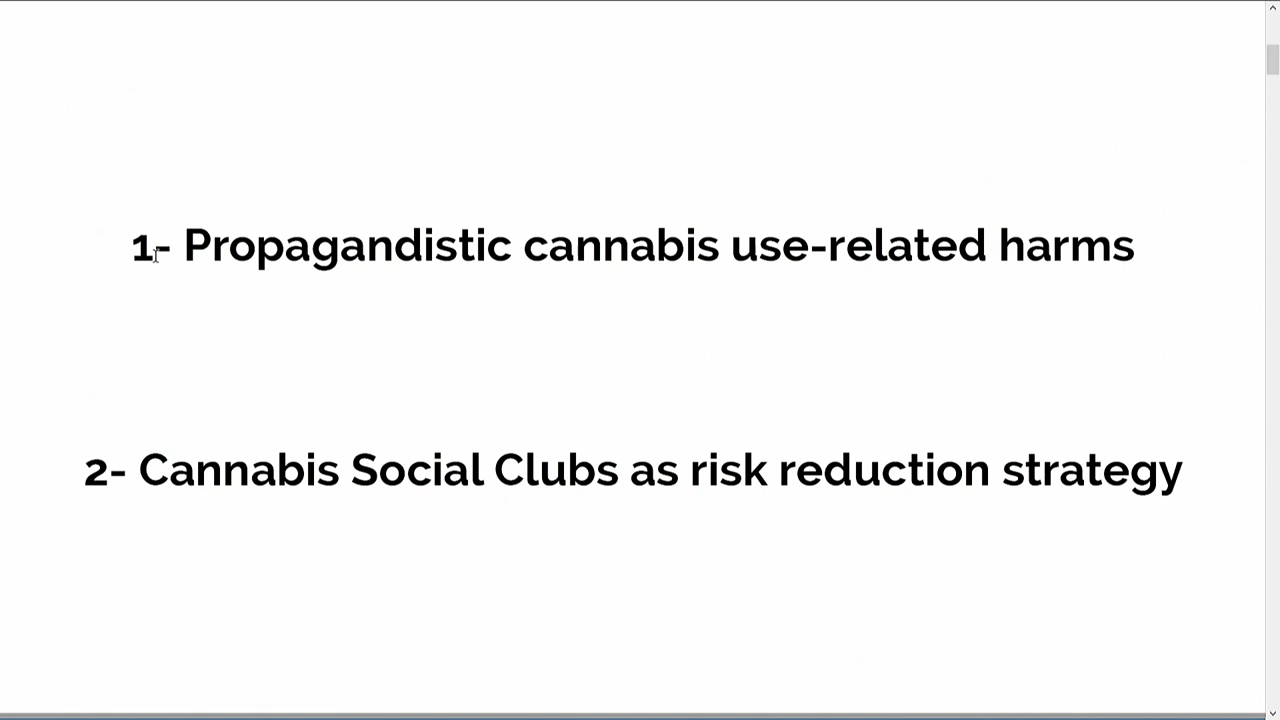 1- Propagandistic cannabis use-related harms
2- Cannabis Social Clubs as risk reduction strategy